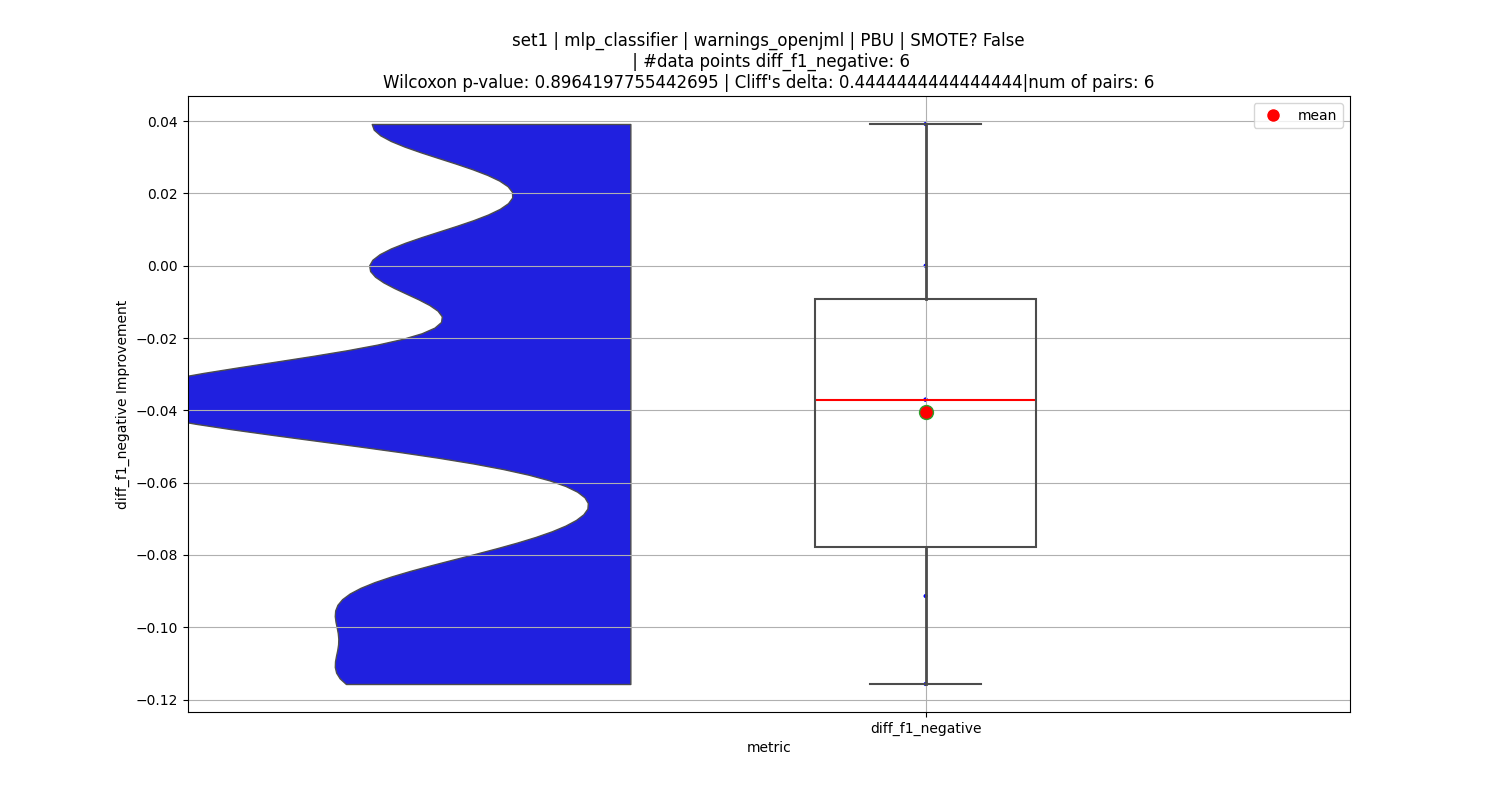 set1 | mlp_classifier | warnings_openjml | PBU | SMOTE? False
| #data points diff_f1_negative: 6
Wilcoxon p-value: 0.8964197755442695 | Cliff's delta: 0.4444444444444444|num of pairs: 6
mean
0.04
0.02
0.00
−0.02
−0.04
−0.06
−0.08
−0.10
−0.12
diff_f1_negative Improvement
diff_f1_negative
metric